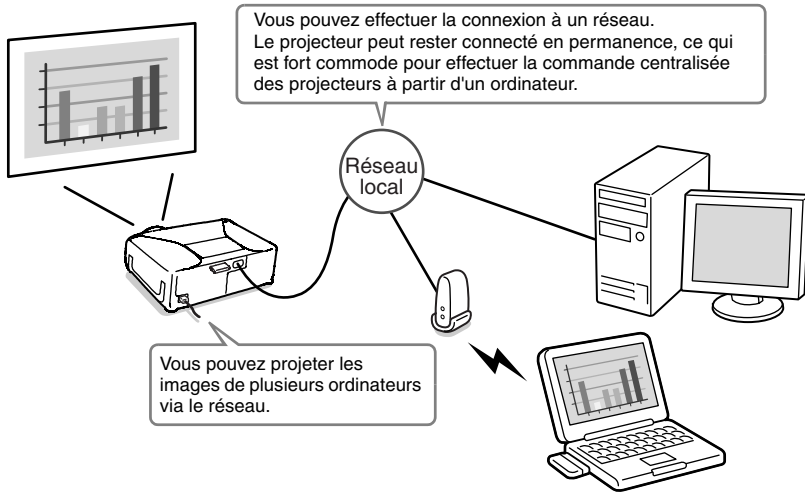 Vous pouvez effectuer la connexion à un réseau.
Le projecteur peut rester connecté en permanence, ce qui
est fort commode pour effectuer la commande centralisée
des projecteurs à partir d'un ordinateur.
Réseau
local
Vous pouvez projeter les
images de plusieurs ordinateurs
via le réseau.